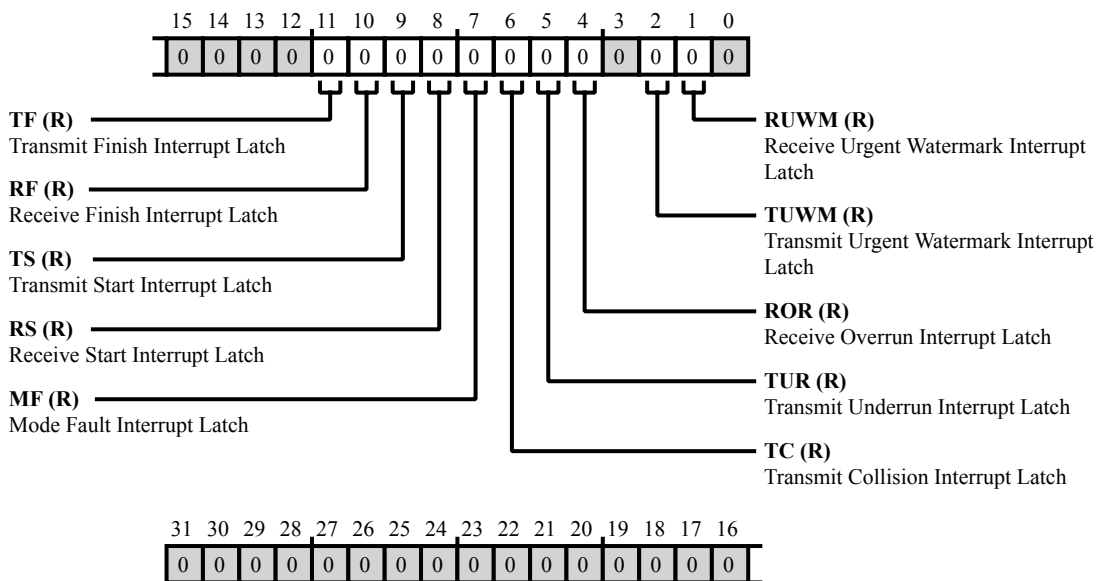 15 14 13 12 11 10 9 8 7 6 5 4 3 2 1 0
0 0 0 0 0 0 0 0 0 0 0 0 0 0 0 0
TF (R)
Transmit Finish Interrupt Latch
RF (R)
Receive Finish Interrupt Latch
TS (R)
Transmit Start Interrupt Latch
RS (R)
Receive Start Interrupt Latch
MF (R)
Mode Fault Interrupt Latch
RUWM (R)
Receive Urgent Watermark Interrupt
Latch
TUWM (R)
Transmit Urgent Watermark Interrupt
Latch
ROR (R)
Receive Overrun Interrupt Latch
TUR (R)
Transmit Underrun Interrupt Latch
TC (R)
Transmit Collision Interrupt Latch
31 30 29 28 27 26 25 24 23 22 21 20 19 18 17 16
0 0 0 0 0 0 0 0 0 0 0 0 0 0 0 0